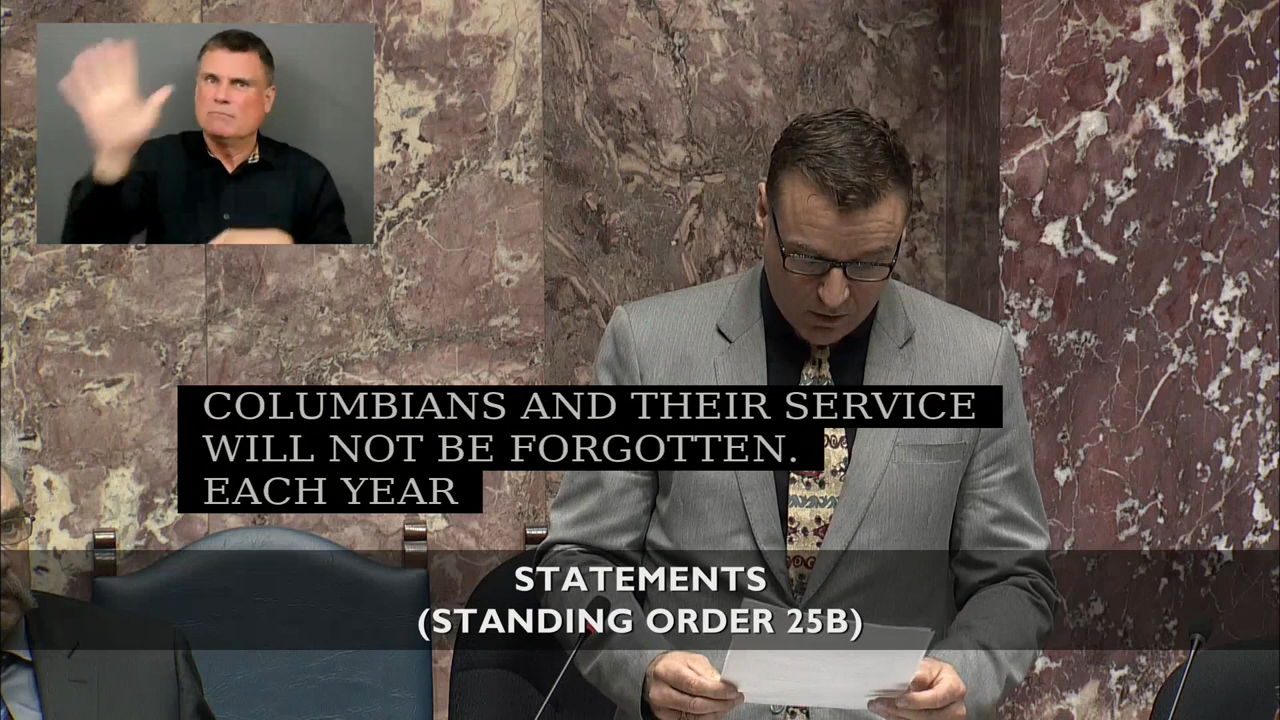 COLUMBIANS AND THEIR SERVICE
WILL NOT BE FORGOTTEN.
EACH YEAR
STATEMENTS
(STANDING ORDER 25B)